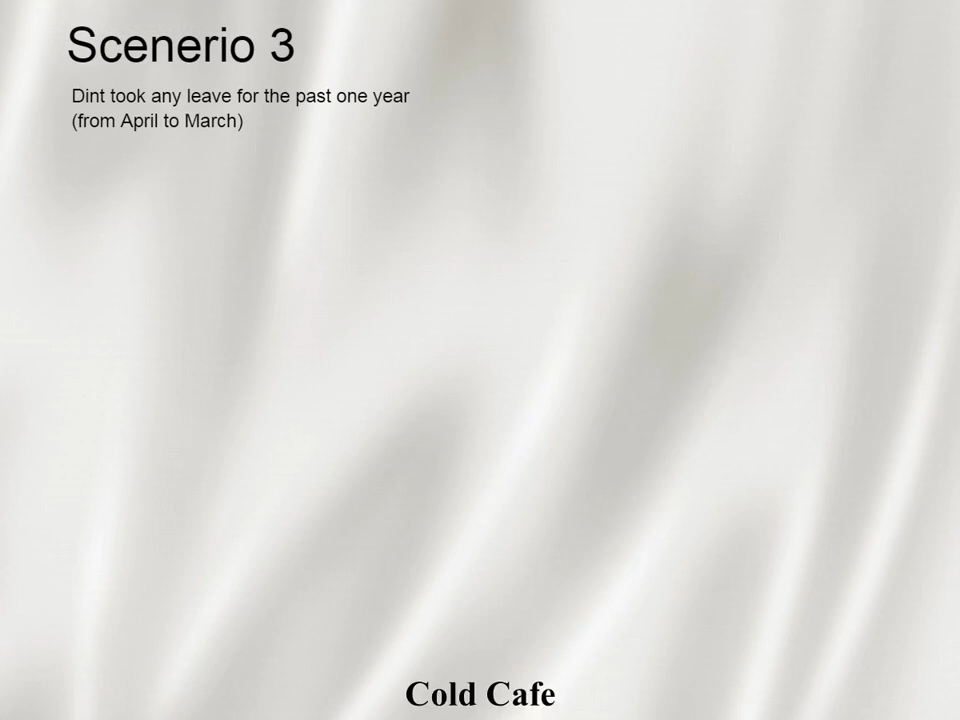 Scenerio 3
Dint took any leave for the past one year
(from April to March)
Cold Cafe